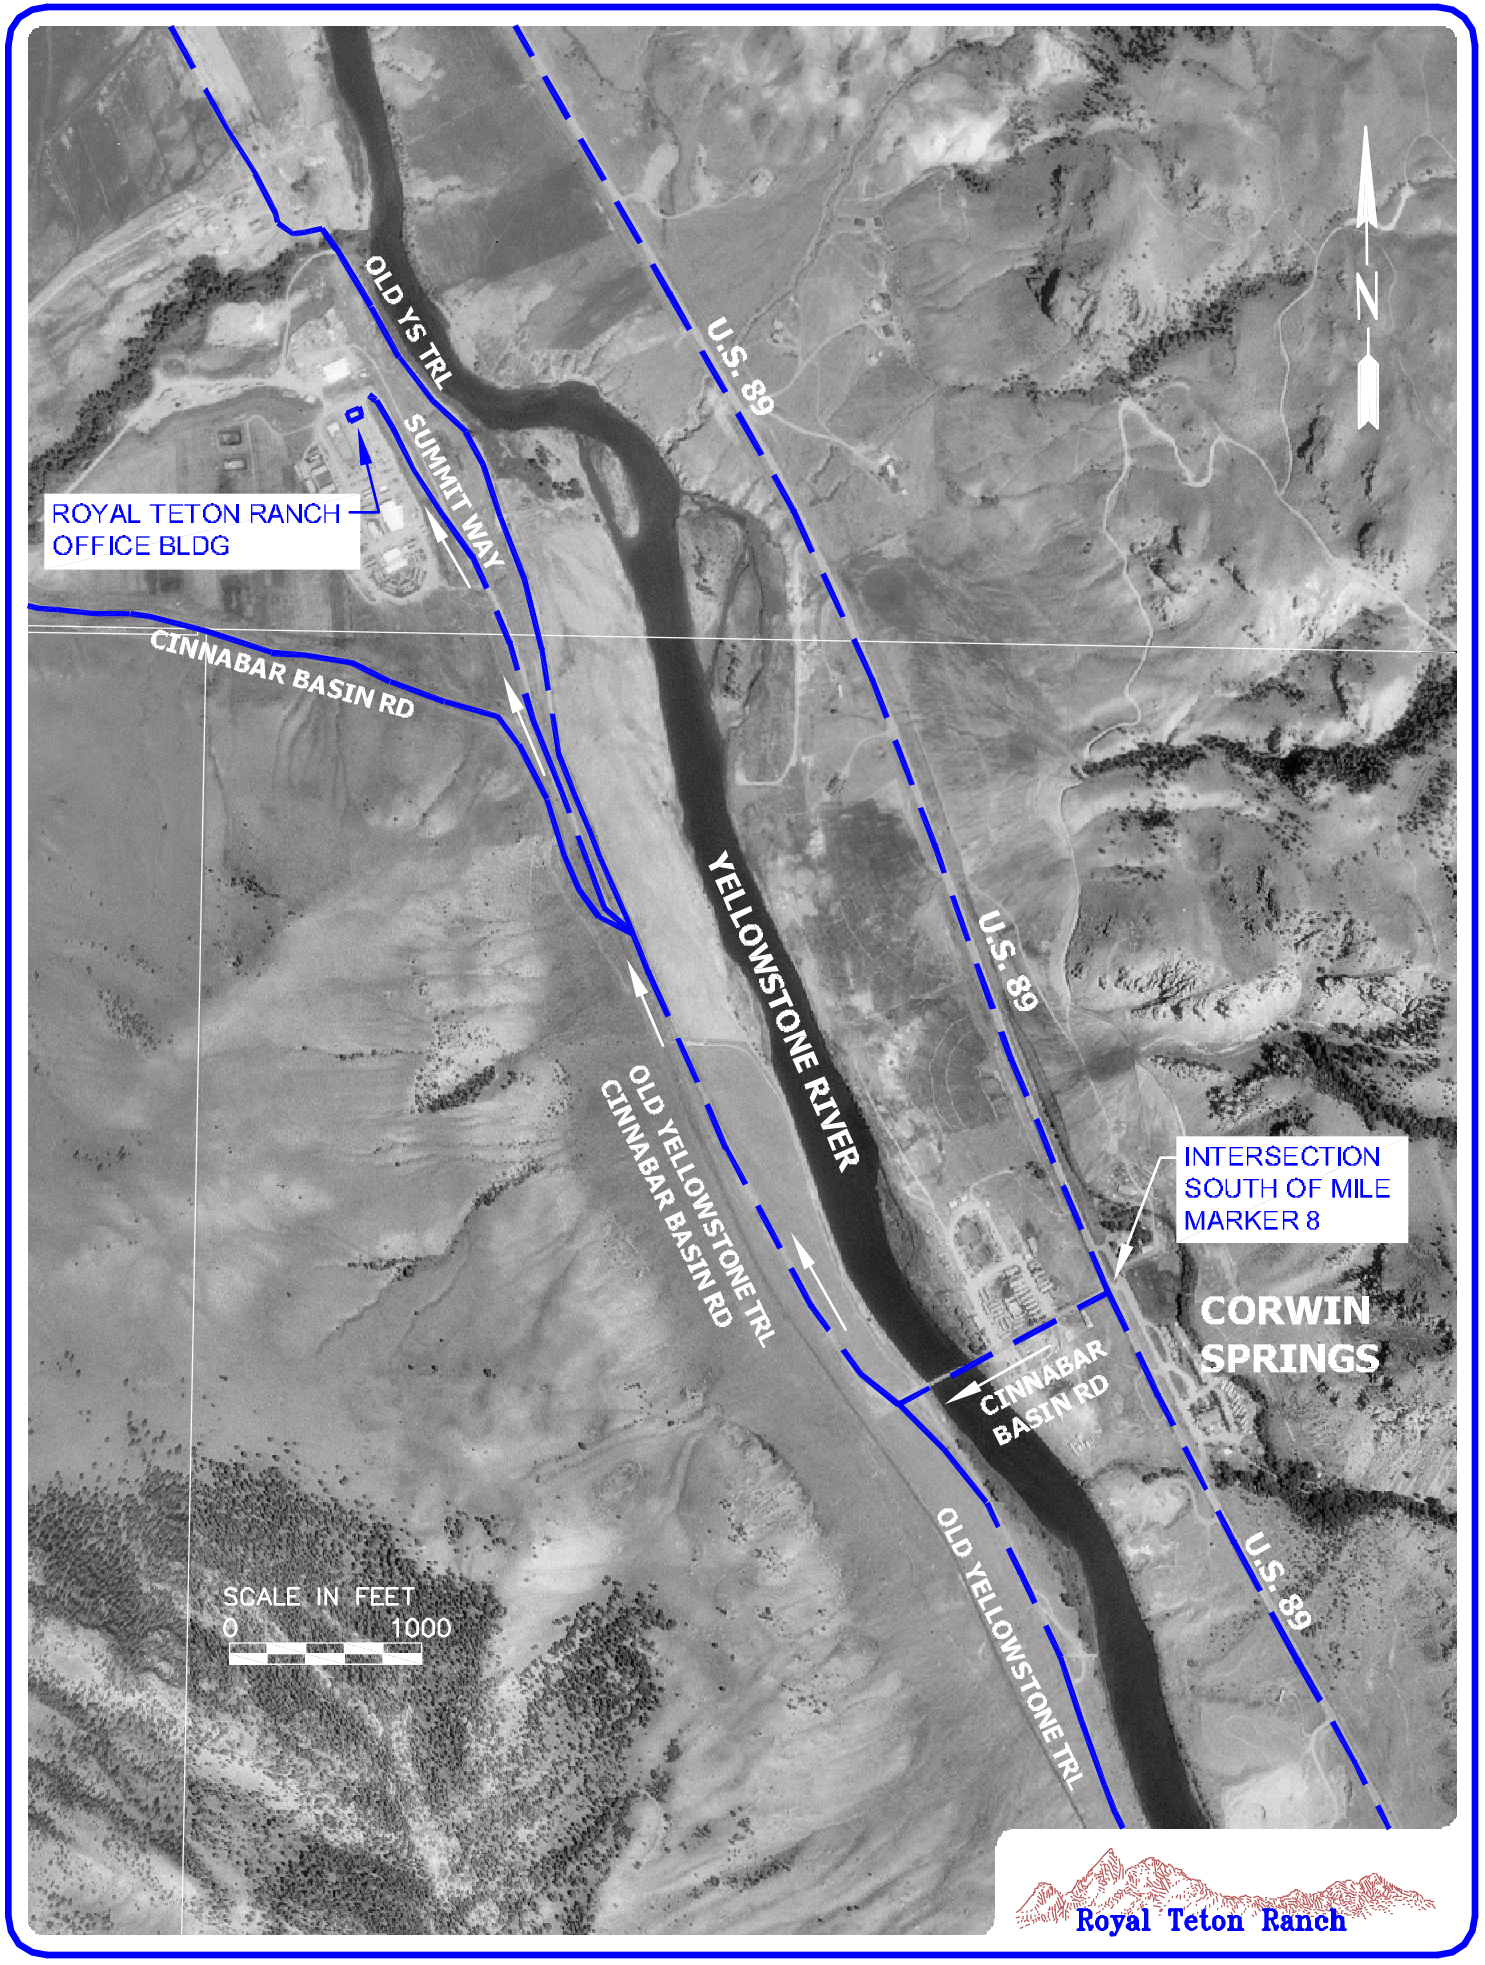 OLD YS TRL
U.S. 89
N
SUMMIT WAY
ROYAL TETON RANCH
OFFICE BLDG
CINNABAR BASIN RD
YELLOWSTONE RIVER
U.S. 89
OLD YELLOWSTONE TRL
CINNABAR BASIN RD
INTERSECTION
SOUTH OF MILE
MARKER 8
CORWIN
SPRINGS
CINNABAR
BASIN RD
OLD YELLOWSTONE TRL
U.S. 89
SCALE IN FEET
0 1000
Royal Teton Ranch